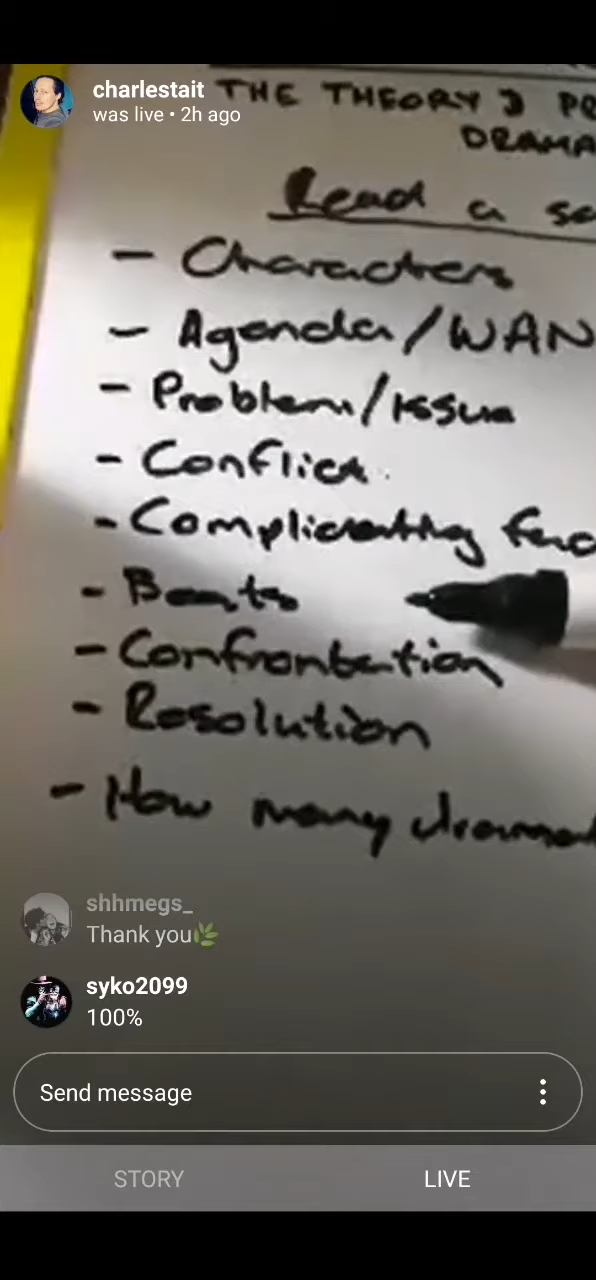 charlestait
was live • 2h ago
THE THEORY
DRAMA
Read a
- Characters
- Agenda/WAN
- Problem/Issue
- Conflict
- Complicating
- Beats
- Confrontation
- Resolution
- How many
shhmegs_
Thank you🌿
syko2099
100%
Send message
STORY LIVE